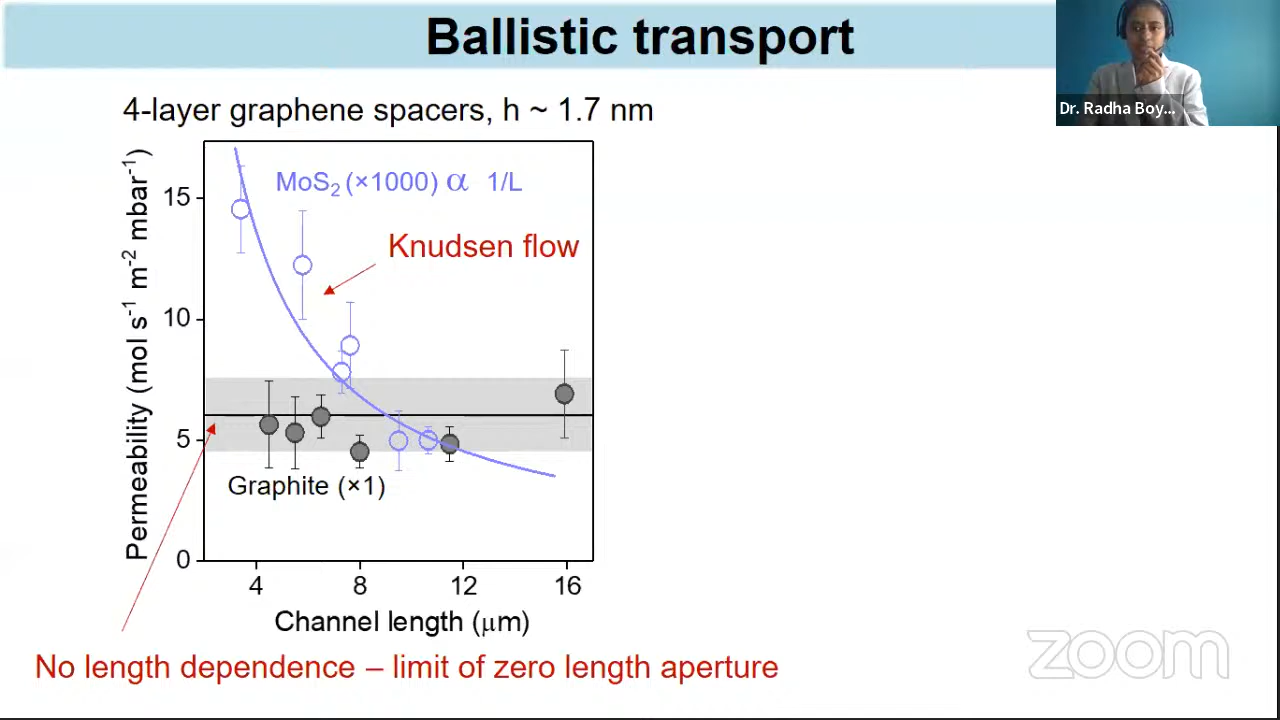 Ballistic transport
Dr. Radha Boy...
4-layer graphene spacers, h ~ 1.7 nm
Permeability (mol s⁻¹ m⁻² mbar⁻¹)
15
10
5
0
MoS₂ (×1000) α 1/L
Knudsen flow
Graphite (×1)
4 8 12 16
Channel length (μm)
No length dependence – limit of zero length aperture
zoom